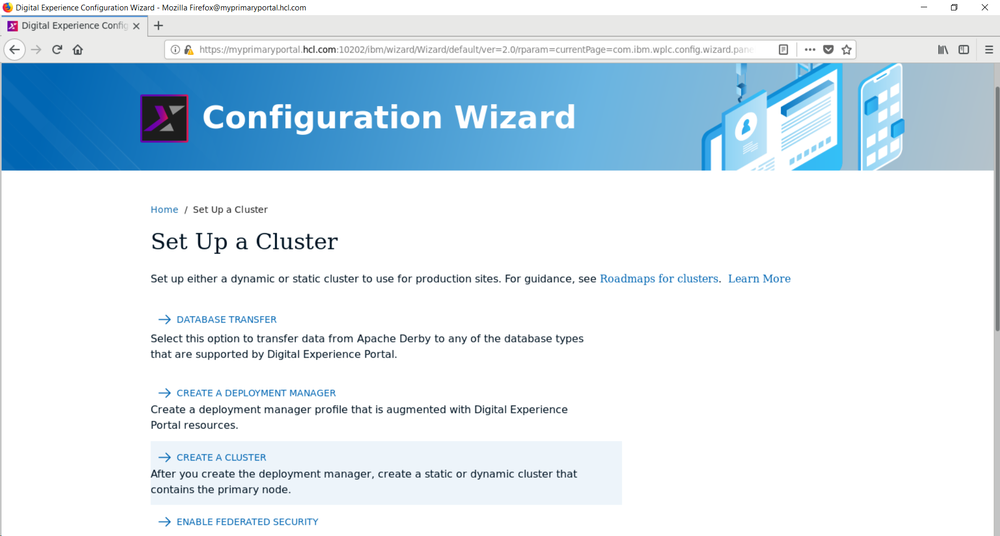 Digital Experience Configuration Wizard - Mozilla Firefox@myprimaryportal.hcl.com
Digital Experience Config
https://myprimaryportal.hcl.com:10202/ibm/wizard/Wizard/default/ver=2.0/rparam=currentPage=com.ibm.wplc.config.wizard.pane
Configuration Wizard
Home / Set Up a Cluster
Set Up a Cluster
Set up either a dynamic or static cluster to use for production sites. For guidance, see Roadmaps for clusters. Learn More
DATABASE TRANSFER
Select this option to transfer data from Apache Derby to any of the database types
that are supported by Digital Experience Portal.
CREATE A DEPLOYMENT MANAGER
Create a deployment manager profile that is augmented with Digital Experience
Portal resources.
CREATE A CLUSTER
After you create the deployment manager, create a static or dynamic cluster that
contains the primary node.
ENABLE FEDERATED SECURITY